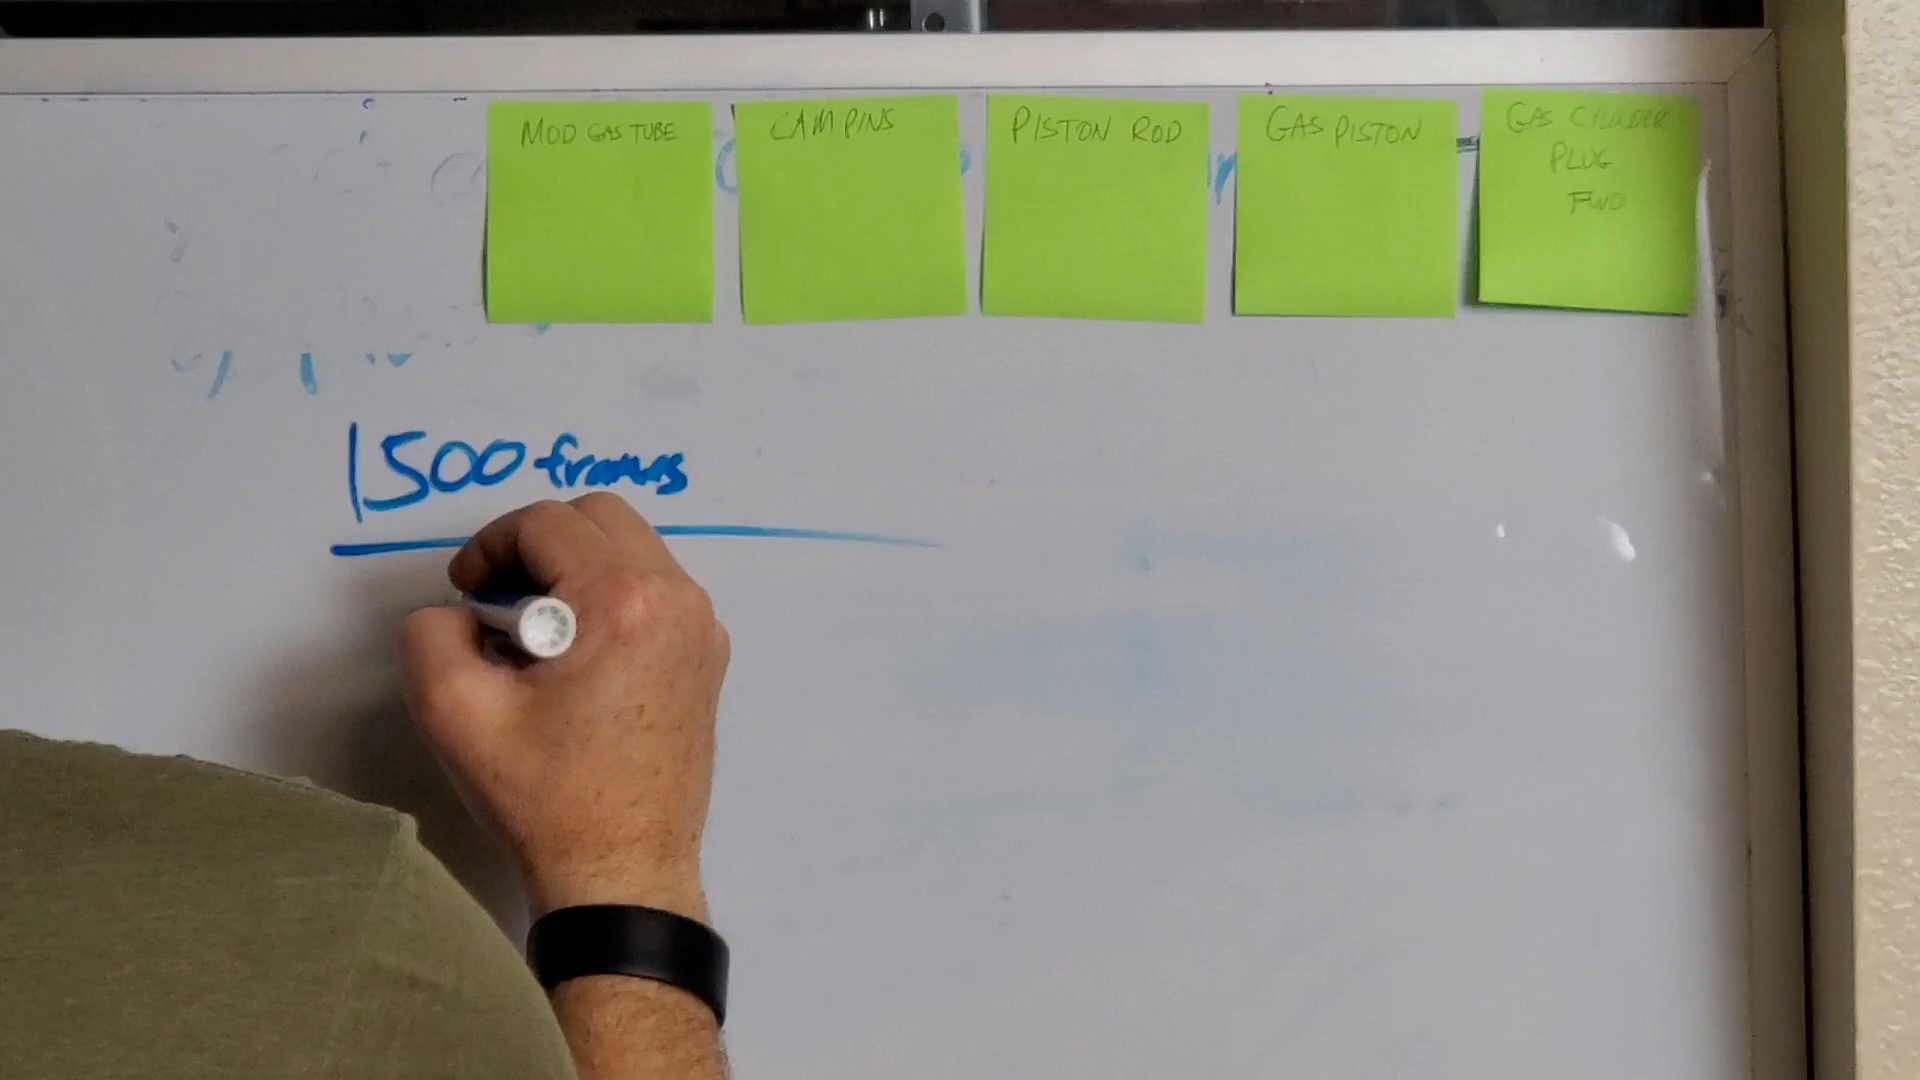 MOD GAS TUBE
CAM PINS
PISTON ROD
GAS PISTON
GAS CYLINDER
PLUG
FWD
1500 frames